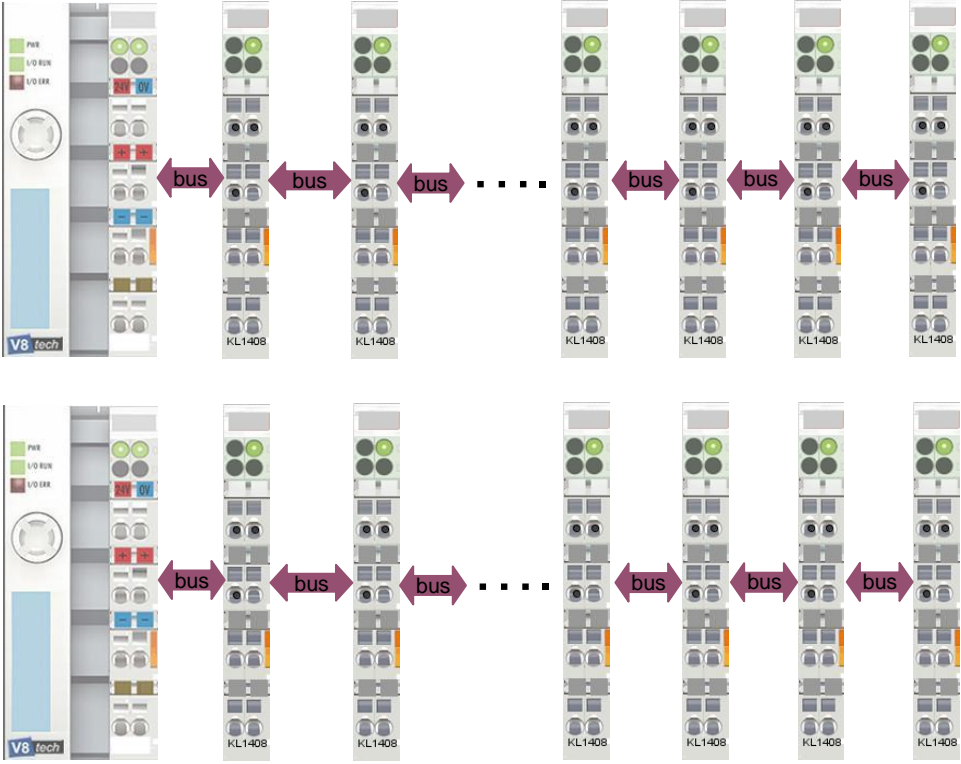 PWR
I/O RUN
I/O ERR
24V 0V
+ +
bus bus bus . . . . bus bus bus
- -
V8 tech KL1408 KL1408 KL1408 KL1408 KL1408 KL1408
PWR
I/O RUN
I/O ERR
24V 0V
+ +
bus bus bus . . . . bus bus bus
- -
V8 tech KL1408 KL1408 KL1408 KL1408 KL1408 KL1408